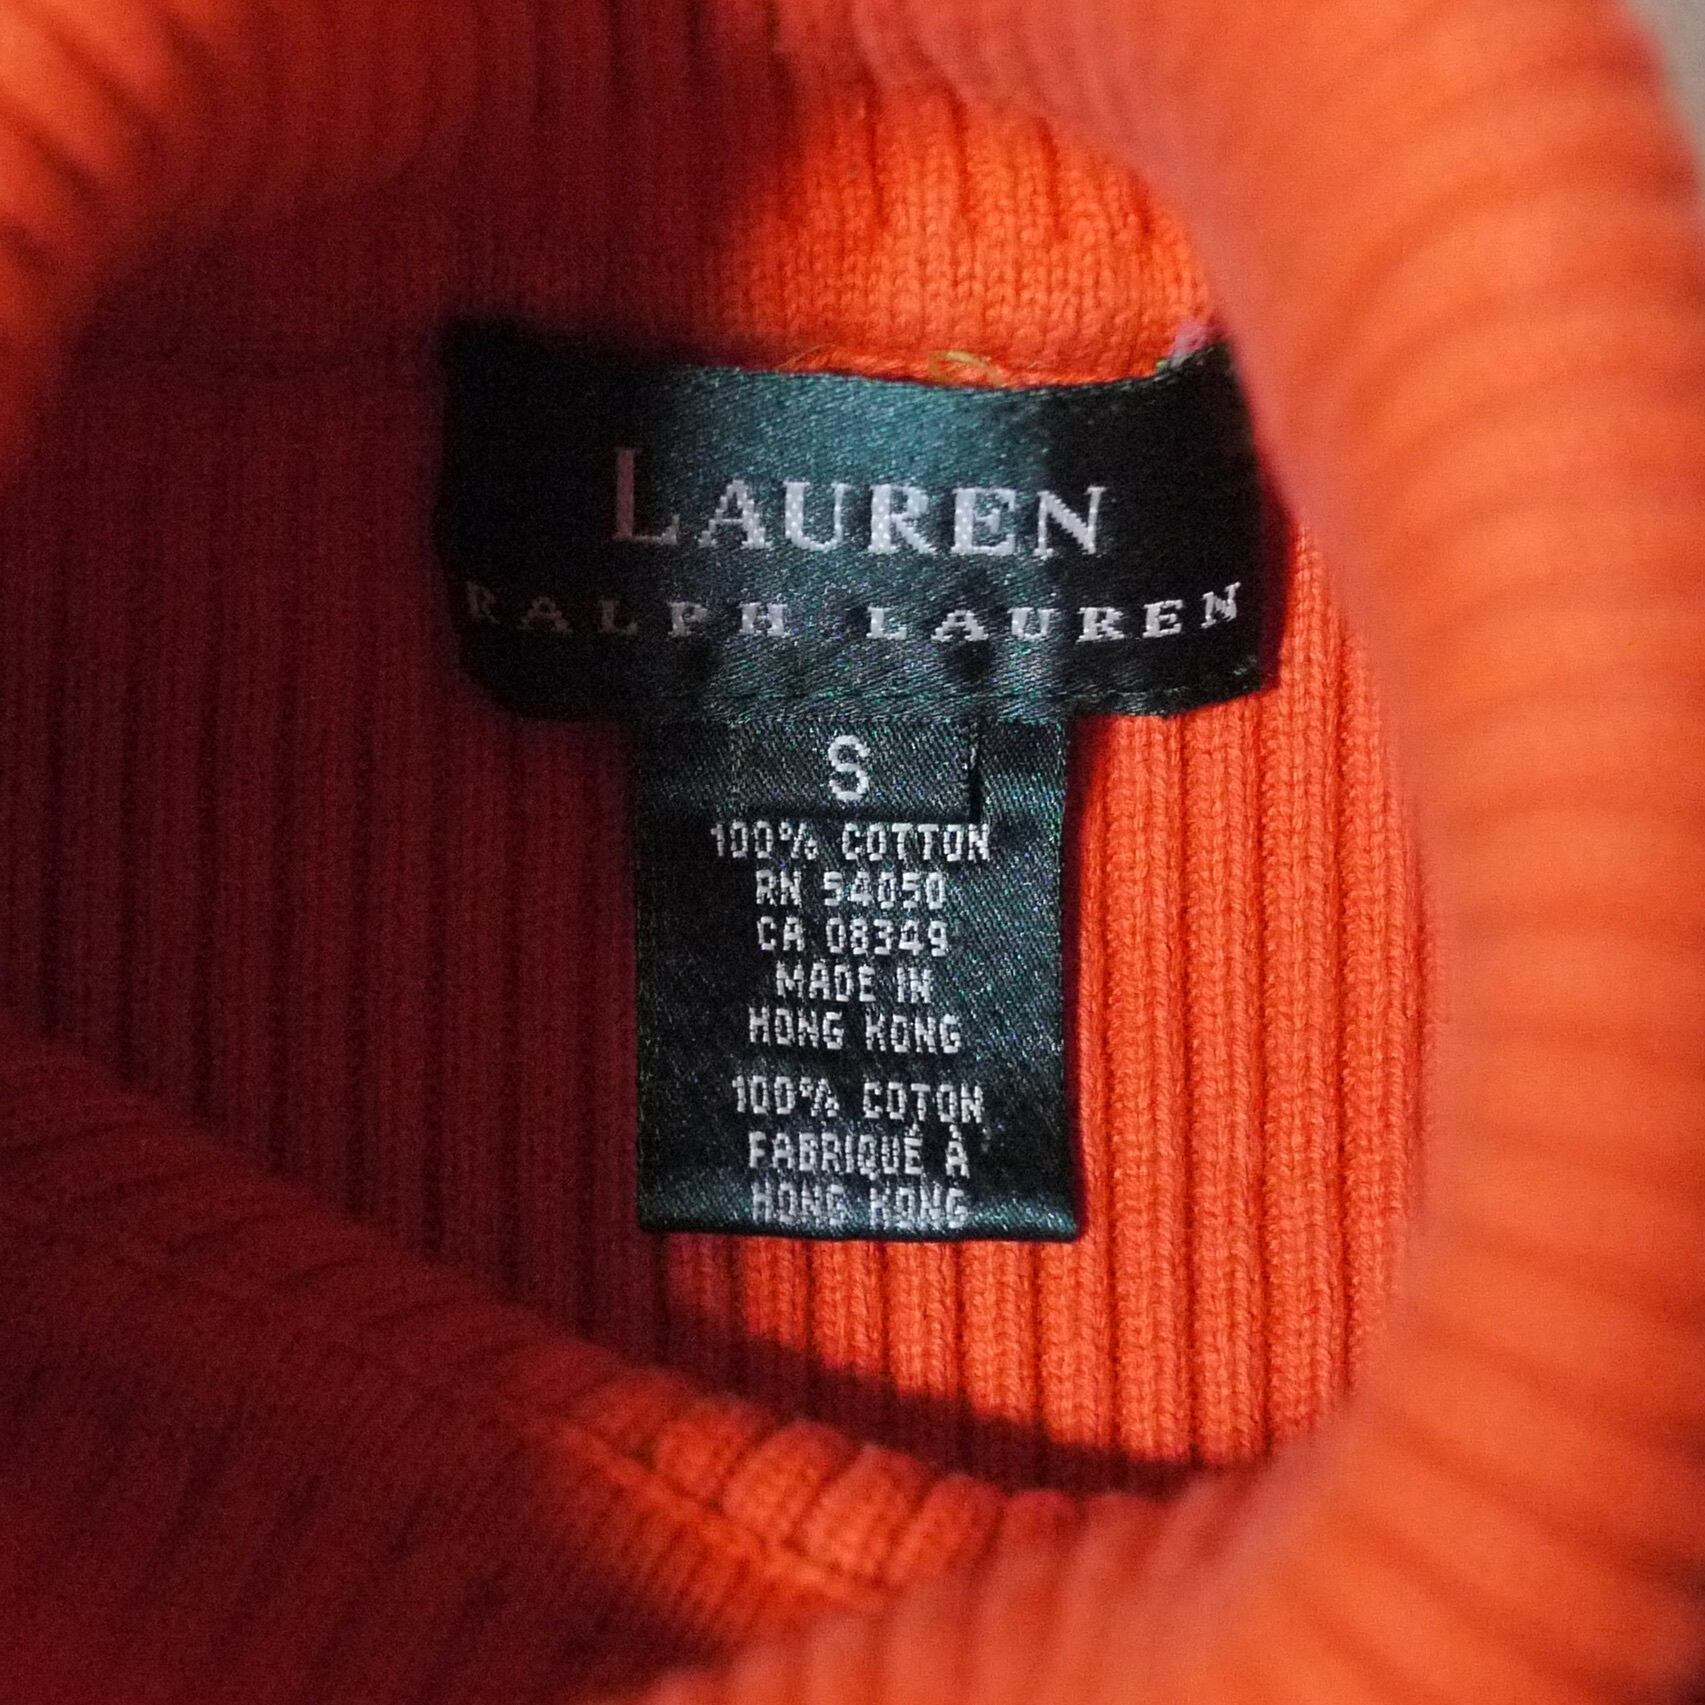 LAUREN
RALPH LAUREN
S
100% COTTON
RN 54050
CA 08349
MADE IN
HONG KONG
100% COTON
FABRIQUÉ À
HONG KONG